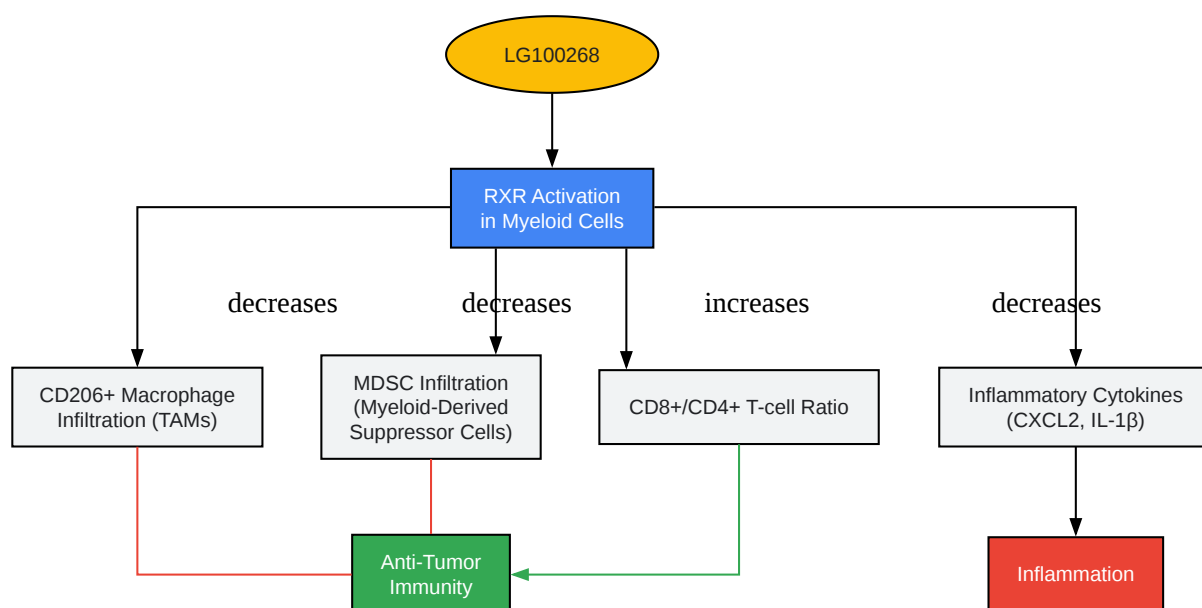 LG100268
RXR Activation
in Myeloid Cells
decreases
decreases
increases
decreases
CD206+ Macrophage
Infiltration (TAMs)
MDSC Infiltration
(Myeloid-Derived
Suppressor Cells)
CD8+/CD4+ T-cell Ratio
Inflammatory Cytokines
(CXCL2, IL-1β)
Anti-Tumor
Immunity
Inflammation